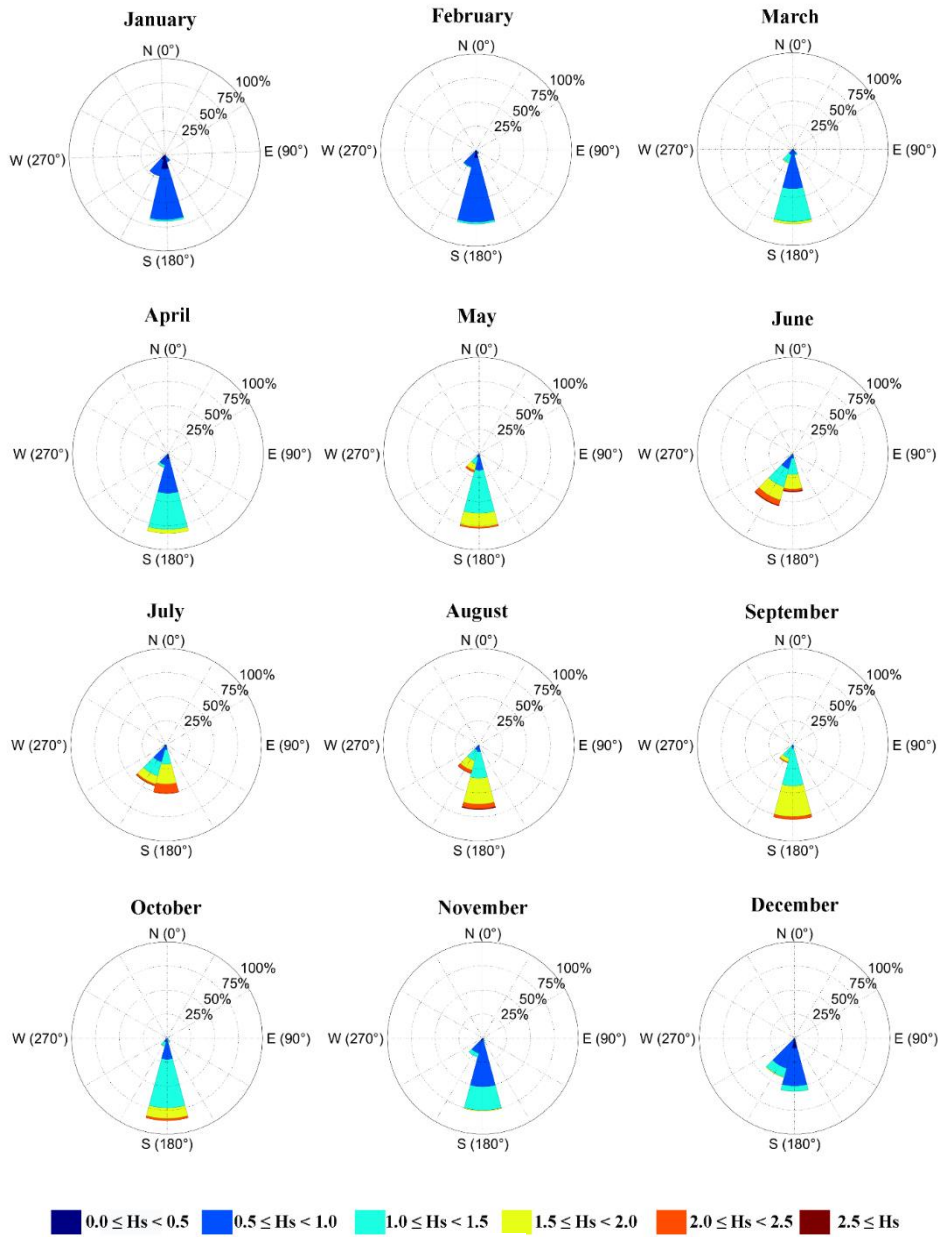 January
February
March
N (0°)
N (0°)
N (0°)
100%
100%
100%
75%
75%
75%
50%
50%
50%
25%
25%
25%
W (270°)
E (90°)
W (270°)
E (90°)
W (270°)
E (90°)
S (180°)
S (180°)
S (180°)
April
May
June
N (0°)
N (0°)
N (0°)
100%
100%
100%
75%
75%
75%
50%
50%
50%
25%
25%
25%
W (270°)
E (90°)
W (270°)
E (90°)
W (270°)
E (90°)
S (180°)
S (180°)
S (180°)
July
August
September
N (0°)
N (0°)
N (0°)
100%
100%
100%
75%
75%
75%
50%
50%
50%
25%
25%
25%
W (270°)
E (90°)
W (270°)
E (90°)
W (270°)
E (90°)
S (180°)
S (180°)
S (180°)
October
November
December
N (0°)
N (0°)
N (0°)
100%
100%
100%
75%
75%
75%
50%
50%
50%
25%
25%
25%
W (270°)
E (90°)
W (270°)
E (90°)
W (270°)
E (90°)
S (180°)
S (180°)
S (180°)
0.0 ≤ Hs < 0.5 0.5 ≤ Hs < 1.0 1.0 ≤ Hs < 1.5 1.5 ≤ Hs < 2.0 2.0 ≤ Hs < 2.5 2.5 ≤ Hs